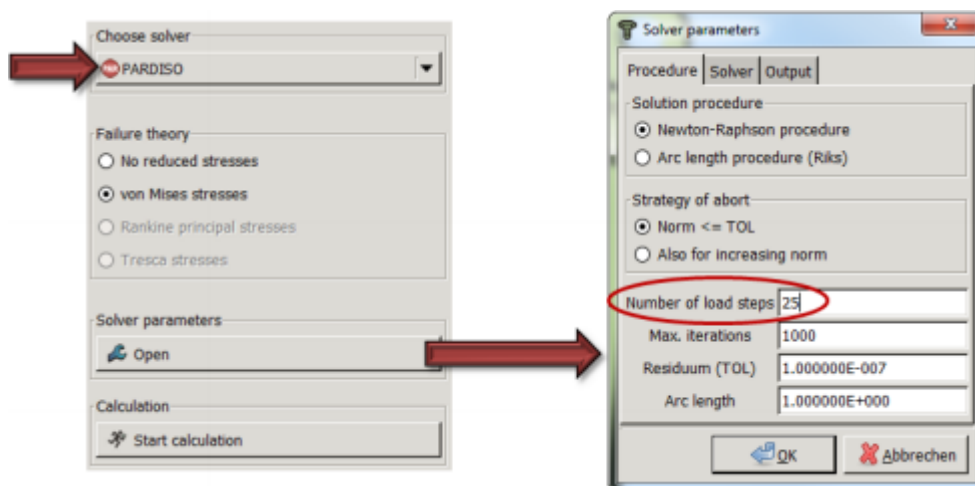 Choose solver
PARDISO
Failure theory
No reduced stresses
von Mises stresses
Rankine principal stresses
Tresca stresses
Solver parameters
Open
Calculation
Start calculation
Solver parameters
Procedure Solver Output
Solution procedure
Newton-Raphson procedure
Arc length procedure (Riks)
Strategy of abort
Norm <= TOL
Also for increasing norm
Number of load steps 25
Max. iterations 1000
Residuum (TOL) 1.000000E-007
Arc length 1.000000E+000
OK Abbrechen